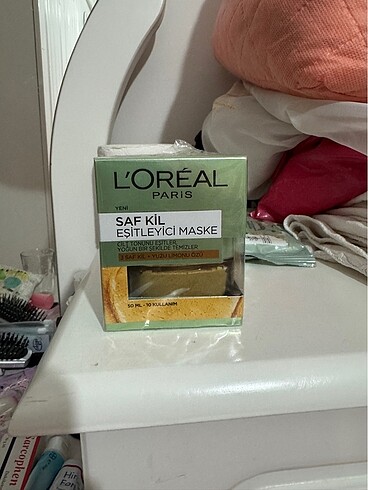 L'ORÉAL
PARIS
YENİ
SAF KİL
EŞİTLEYİCİ MASKE
CİLT TONUNU EŞİTLER,
YOĞUN BİR ŞEKİLDE TEMİZLER
3 SAF KİL + YUZU LİMONU ÖZÜ
50 ML - 10 KULLANIM
Sarcophen